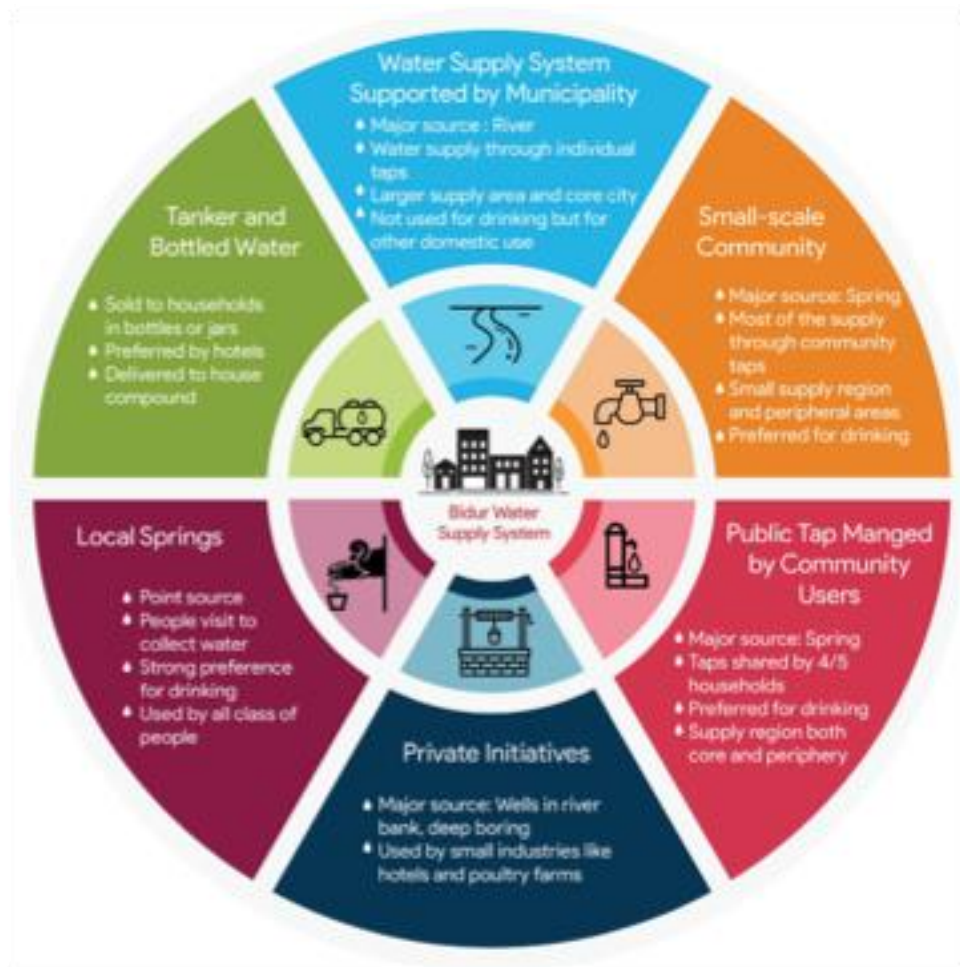 Water Supply System
Supported by Municipality
Major source : River
Water supply through individual
taps
Larger supply area and core city
Not used for drinking but for
other domestic use
Small-scale
Community
Major source: Spring
Most of the supply
through community
taps
Small supply region
and peripheral areas
Preferred for drinking
Public Tap Manged
by Community
Users
Major source: Spring
Taps shared by 4/5
households
Preferred for drinking
Supply region both
core and periphery
Private Initiatives
Major source: Wells in river
bank, deep boring
Used by small industries like
hotels and poultry farms
Local Springs
Point source
People visit to
collect water
Strong preference
for drinking
Used by all class of
people
Tanker and
Bottled Water
Sold to households
in bottles or jars
Preferred by hotels
Delivered to house
compound
Bidur Water
Supply System